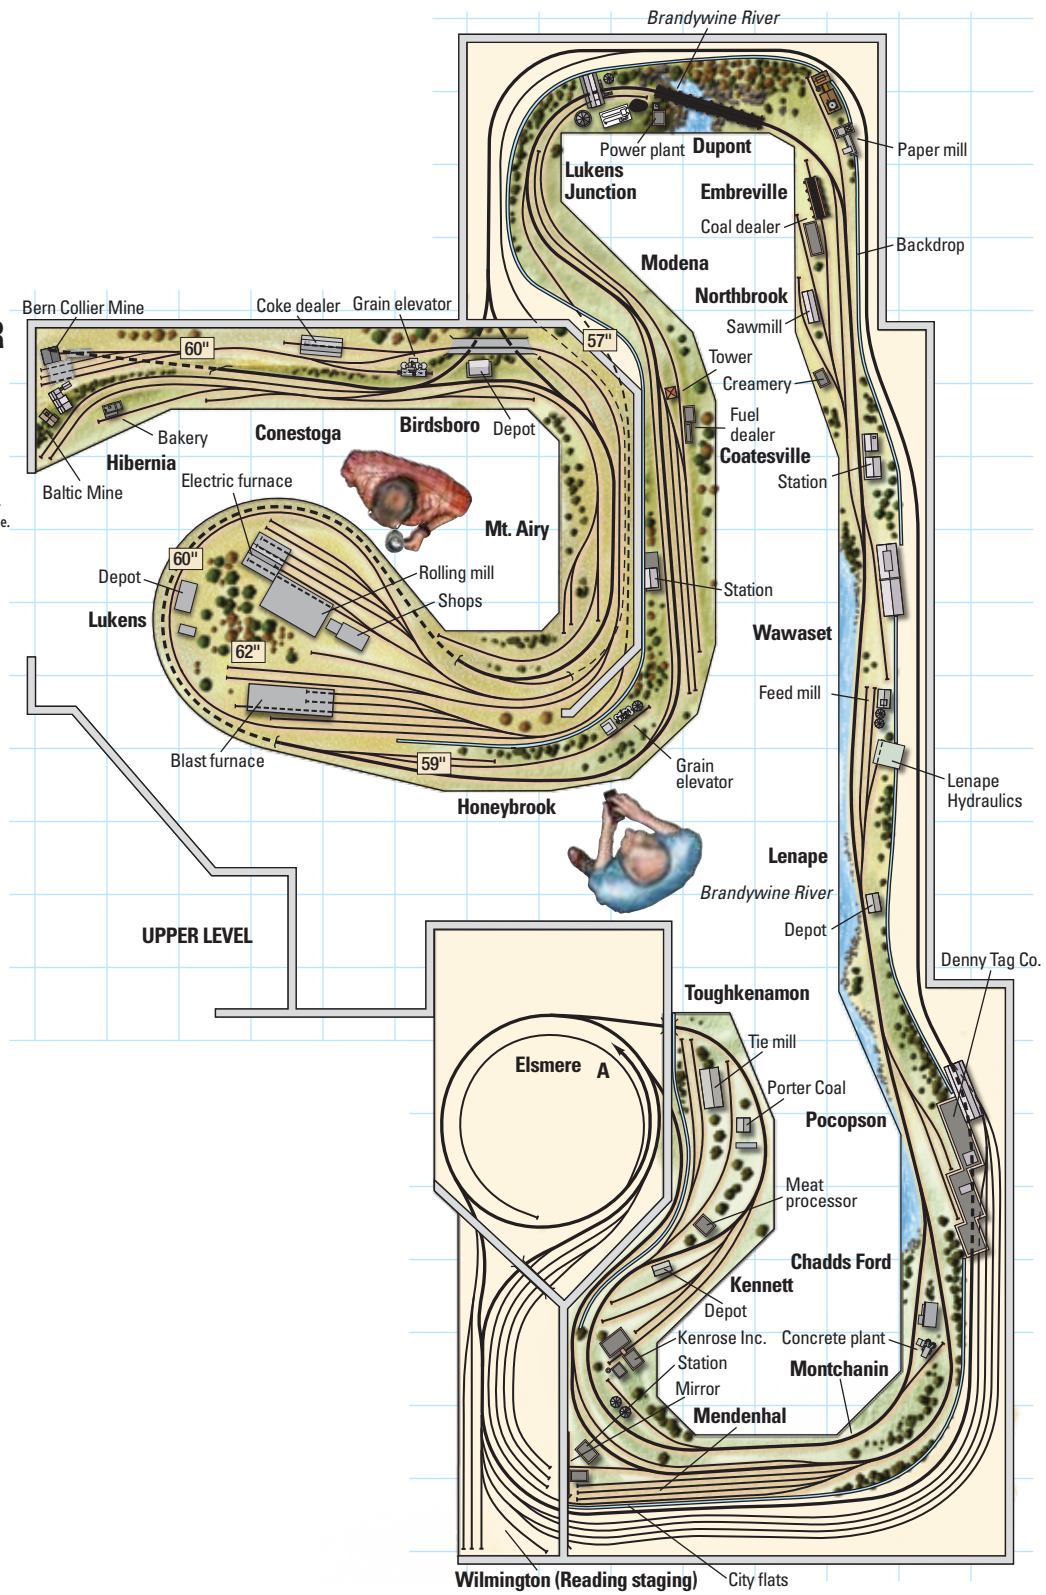 Brandywine River
Power plant
Dupont
Paper mill
Lukens
Junction
Embreville
Coal dealer
Backdrop
Modena
Northbrook
Sawmill
Bern Collier Mine
Coke dealer
Grain elevator
R
60"
57"
Tower
Creamery
Fuel
dealer
Coatesville
Station
Bakery
Conestoga
Birdsboro
Depot
Hibernia
Baltic Mine
Electric furnace
e.
Mt. Airy
60"
Depot
Rolling mill
Shops
Lukens
Station
62"
Wawaset
Feed mill
Blast furnace
59"
Grain
elevator
Lenape
Hydraulics
Honeybrook
Lenape
Brandywine River
Depot
UPPER LEVEL
Denny Tag Co.
Toughkenamon
Tie mill
Elsmere
A
Porter Coal
Pocopson
Meat
processor
Chadds Ford
Kennett
Depot
Kenrose Inc.
Concrete plant
Station
Montchanin
Mirror
Mendenhal
Wilmington (Reading staging)
City flats